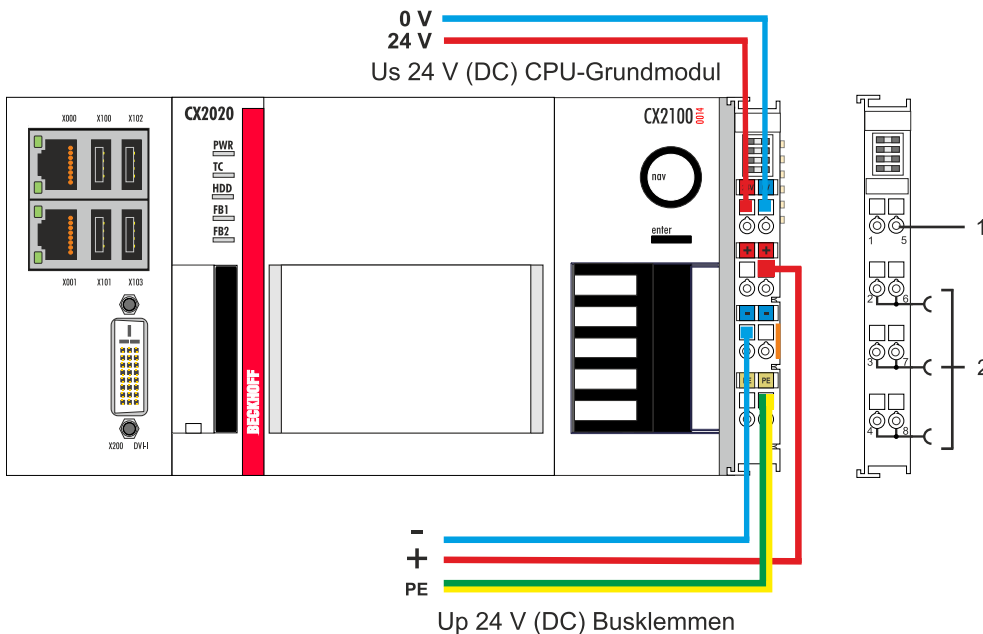 0 V
24 V
Us 24 V (DC) CPU-Grundmodul
X000 X100 X102
CX2020
CX2100 0014
PWR
TC
HDD
FB1
FB2
nav
enter
X001 X101 X103
+ +
- -
PE PE
BECKHOFF
X200 DVI-I
1 5
1
2 6
3 7
2
4 8
-
+
PE
Up 24 V (DC) Busklemmen